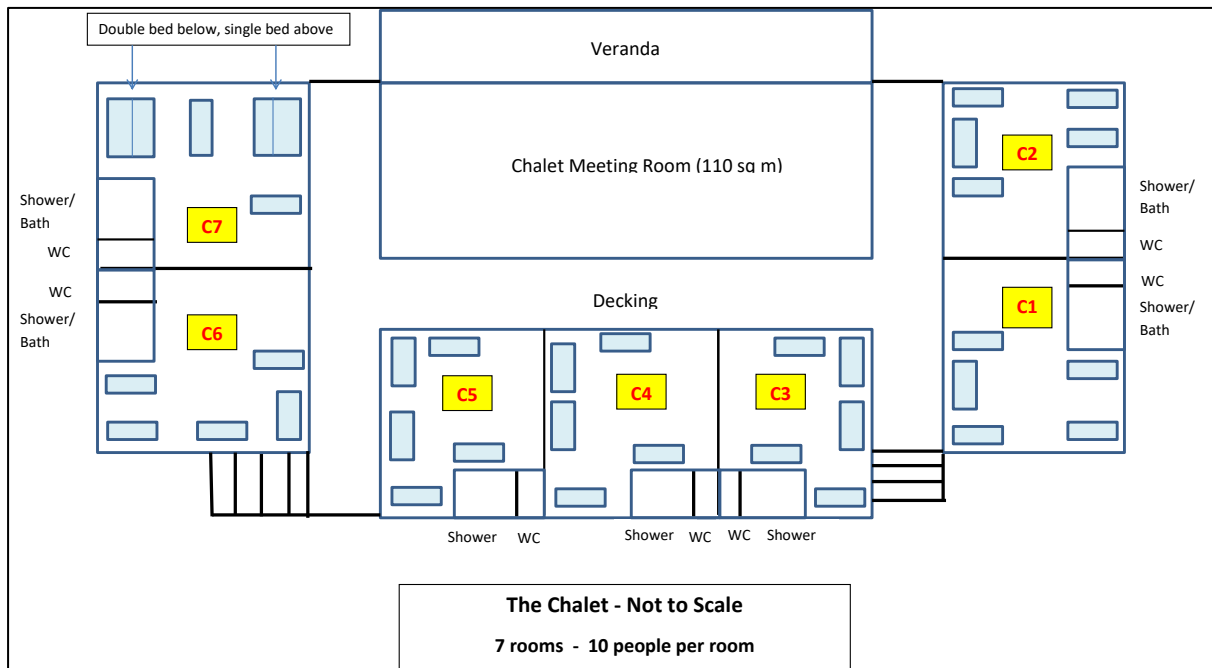 Double bed below, single bed above
Veranda
Chalet Meeting Room (110 sq m)
C2
Shower/
Bath
WC
C7
Shower/
Bath
WC
WC
Shower/
Bath
C6
Decking
C1
WC
Shower/
Bath
C5
C4
C3
Shower
WC
Shower
WC
WC
Shower
The Chalet - Not to Scale
7 rooms - 10 people per room